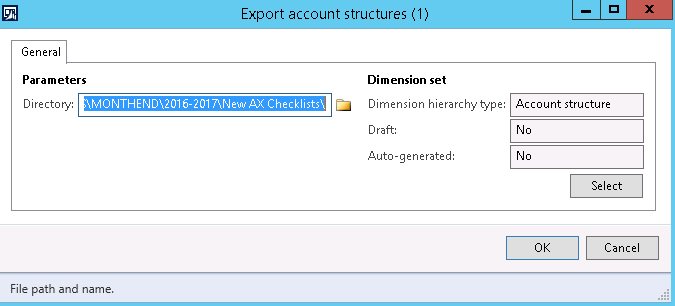 Export account structures (1)
General
Parameters
Directory: \MONTHEND\2016-2017\New AX Checklists\
Dimension set
Dimension hierarchy type: Account structure
Draft: No
Auto-generated: No
Select
OK
Cancel
File path and name.